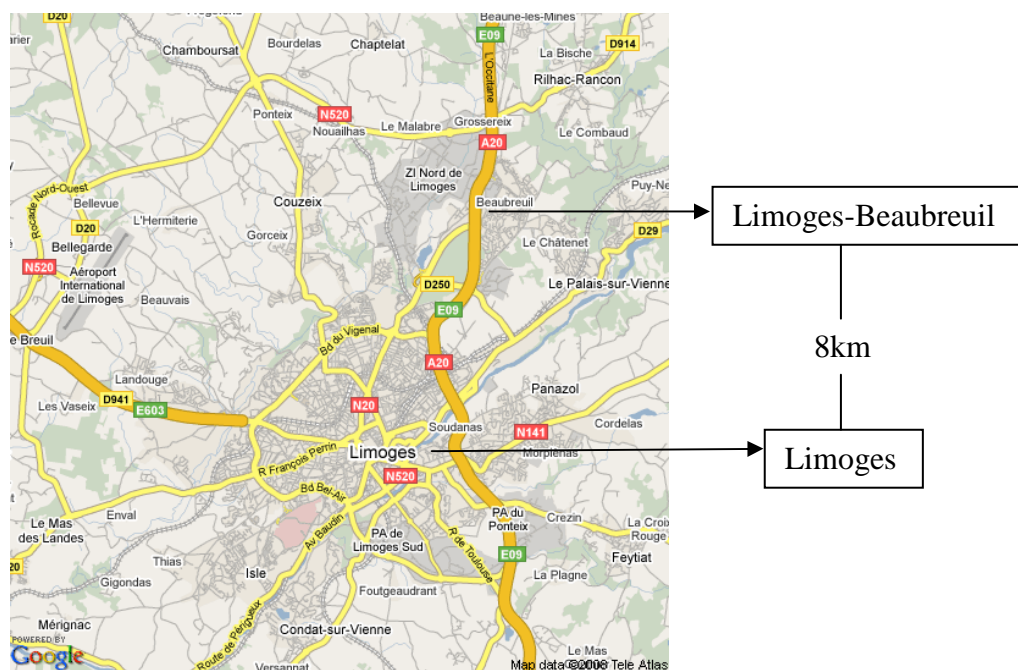 D20
Chamboursat
Bourdelas
Chaptelat
Beaune-les-Mines
E09
L'Occitane
La Bische
D914
Rilhac-Rancon
Ponteix
N520
Nouailhas
Le Malabre
Grossereix
A20
Le Combaud
ZI Nord de
Limoges
Beaubreuil
Puy-Ne
Rocade Nord-Ouest
Bellevue
L'Hermiterie
D20
Couzeix
Gorceix
Bellegarde
N520
Aéroport
International
de Limoges
Beauvais
Le Châtenet
D29
Le Palais-sur-Vienne
D250
E09
e Breuil
Bd du Vigenal
A20
Landouge
Les Vaseix
D941
E603
N20
Panazol
Soudanas
N141
Cordelas
Morpienas
R François Perrin
Limoges
N520
Bd Bel-Air
Enval
Le Mas
des Landes
Av Baudin
PA de
Limoges Sud
R de Toulouse
PA du
Ponteix
Crezin
La Croix
Rouge
Feytiat
E09
20
Thias
Gigondas
Isle
La Plagne
Foutgeaudrant
Mérignac
Route de Périgueux
Condat-sur-Vienne
Versannat
Le Mas
POWERED BY
Google
Map data ©2008 Tele Atlas
Limoges-Beaubreuil
8km
Limoges